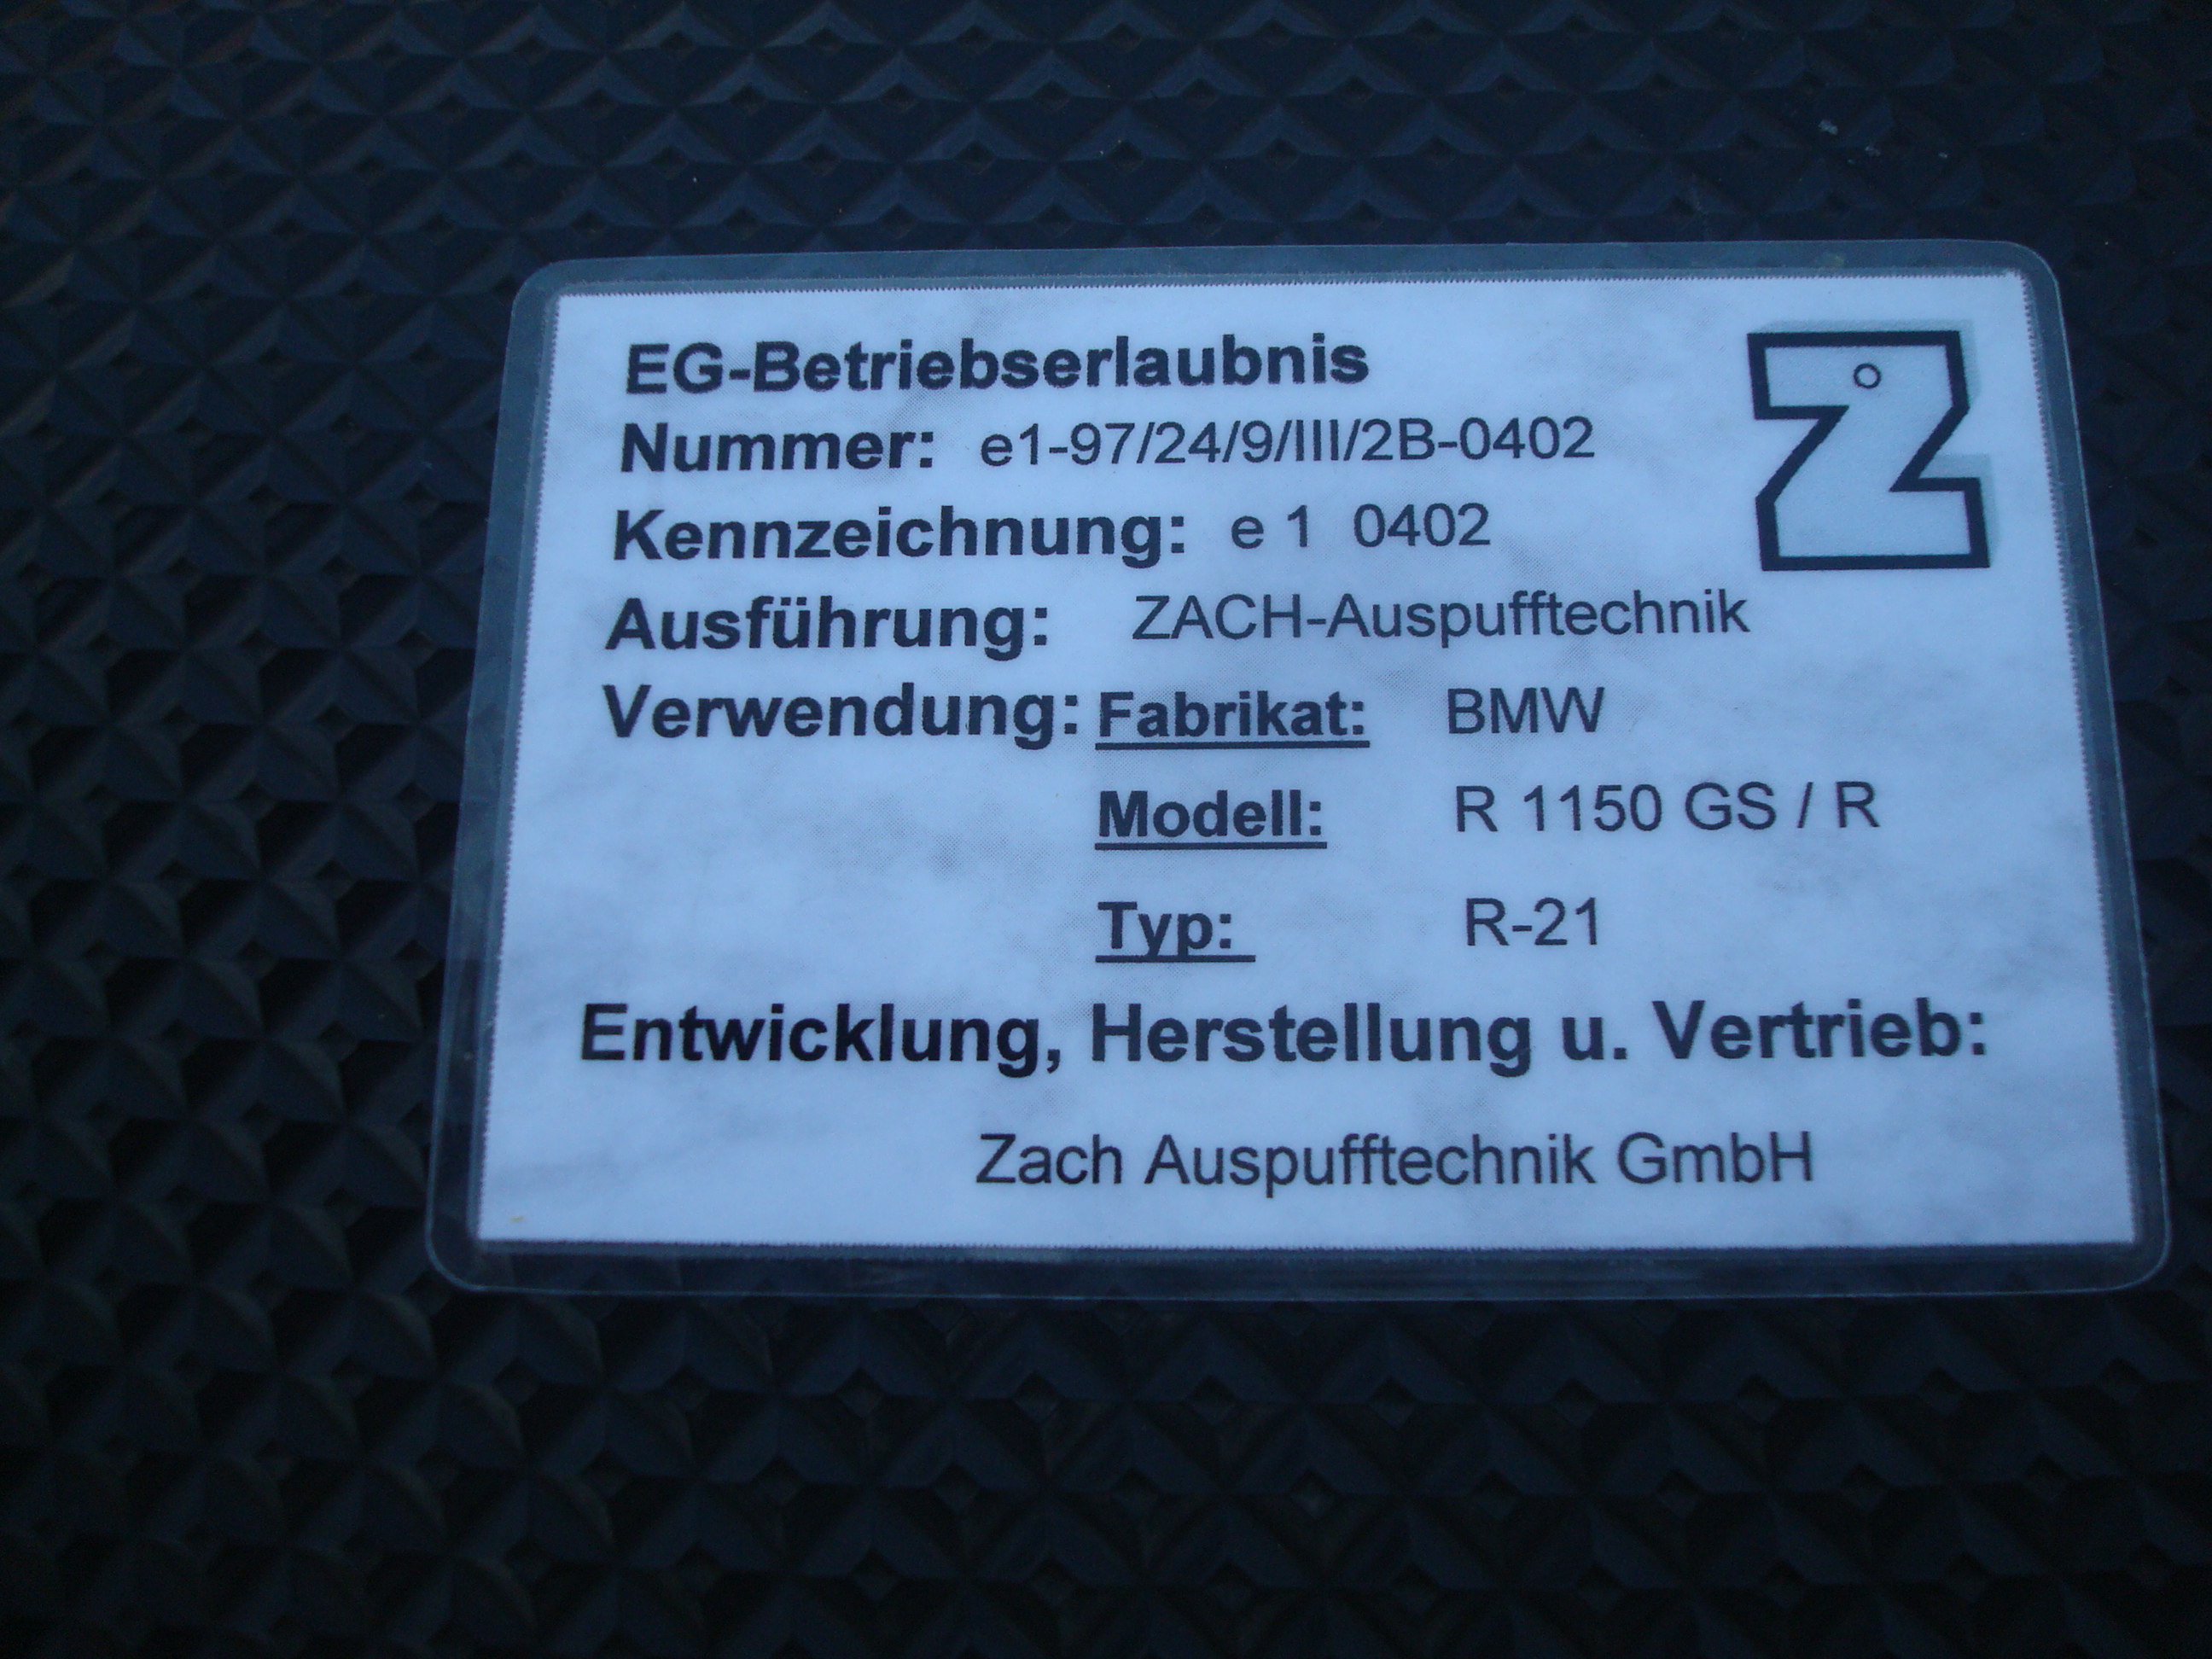 EG-Betriebserlaubnis
Nummer: e1-97/24/9/III/2B-0402
Kennzeichnung: e 1 0402
Ausführung: ZACH-Auspufftechnik
Verwendung: Fabrikat: BMW
Modell: R 1150 GS / R
Typ: R-21
Entwicklung, Herstellung u. Vertrieb:
Zach Auspufftechnik GmbH
Z